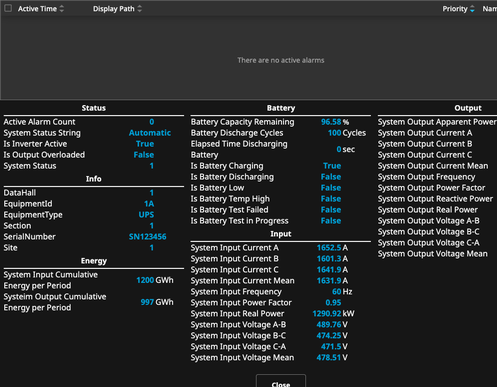 Active Time Display Path Priority Nam
There are no active alarms
Status
Active Alarm Count 0
System Status String Automatic
Is Inverter Active True
Is Output Overloaded False
System Status 1
Info
DataHall 1
EquipmentId 1A
EquipmentType UPS
Section 1
SerialNumber SN123456
Site 1
Energy
System Input Cumulative
Energy per Period 1200 GWh
Systeim Output Cumulative
Energy per Period 997 GWh
Battery
Battery Capacity Remaining 96.58 %
Battery Discharge Cycles 100 Cycles
Elapsed Time Discharging
Battery 0 sec
Is Battery Charging True
Is Battery Discharging False
Is Battery Low False
Is Battery Temp High False
Is Battery Test Failed False
Is Battery Test in Progress False
Input
System Input Current A 1652.5 A
System Input Current B 1601.3 A
System Input Current C 1641.9 A
System Input Current Mean 1631.9 A
System Input Frequency 60 Hz
System Input Power Factor 0.95
System Input Real Power 1290.92 kW
System Input Voltage A-B 489.76 V
System Input Voltage B-C 474.25 V
System Input Voltage C-A 471.5 V
System Input Voltage Mean 478.51 V
Output
System Output Apparent Power
System Output Current A
System Output Current B
System Output Current C
System Output Current Mean
System Output Frequency
System Output Power Factor
System Output Reactive Power
System Output Real Power
System Output Voltage A-B
System Output Voltage B-C
System Output Voltage C-A
System Output Voltage Mean
Close